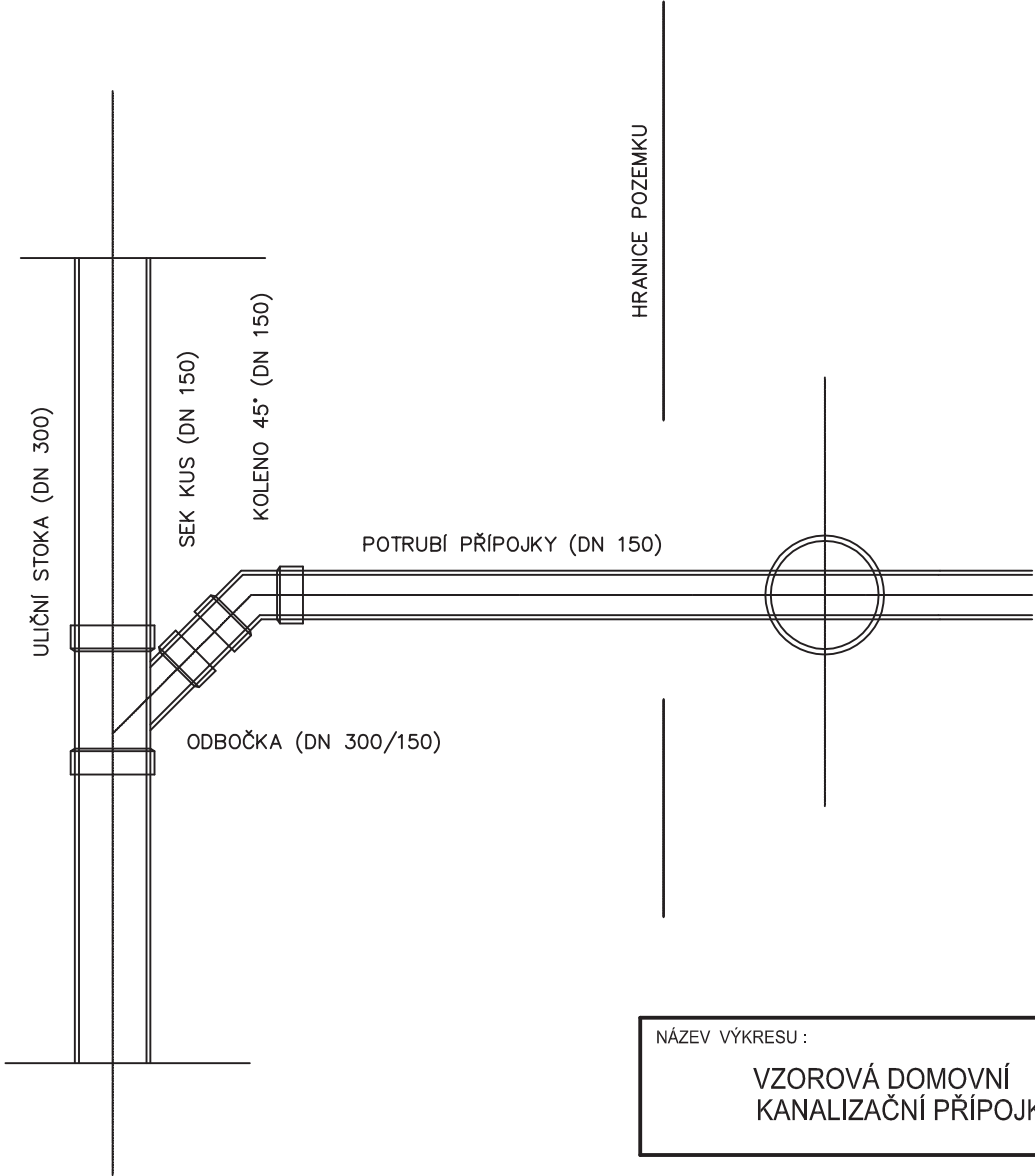 HRANICE POZEMKU
KOLENO 45° (DN 150)
SEK KUS (DN 150)
ULIČNÍ STOKA (DN 300)
POTRUBÍ PŘÍPOJKY (DN 150)
ODBOČKA (DN 300/150)
NÁZEV VÝKRESU :
VZOROVÁ DOMOVNÍ
KANALIZAČNÍ